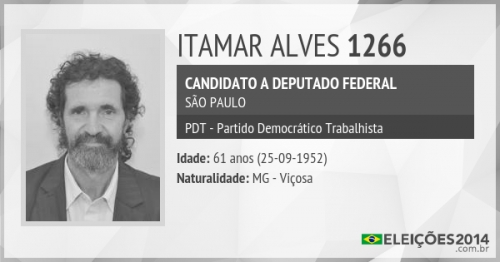 ITAMAR ALVES 1266
CANDIDATO A DEPUTADO FEDERAL
SÃO PAULO
PDT - Partido Democrático Trabalhista
Idade: 61 anos (25-09-1952)
Naturalidade: MG - Viçosa
ELEIÇÕES2014
.com.br